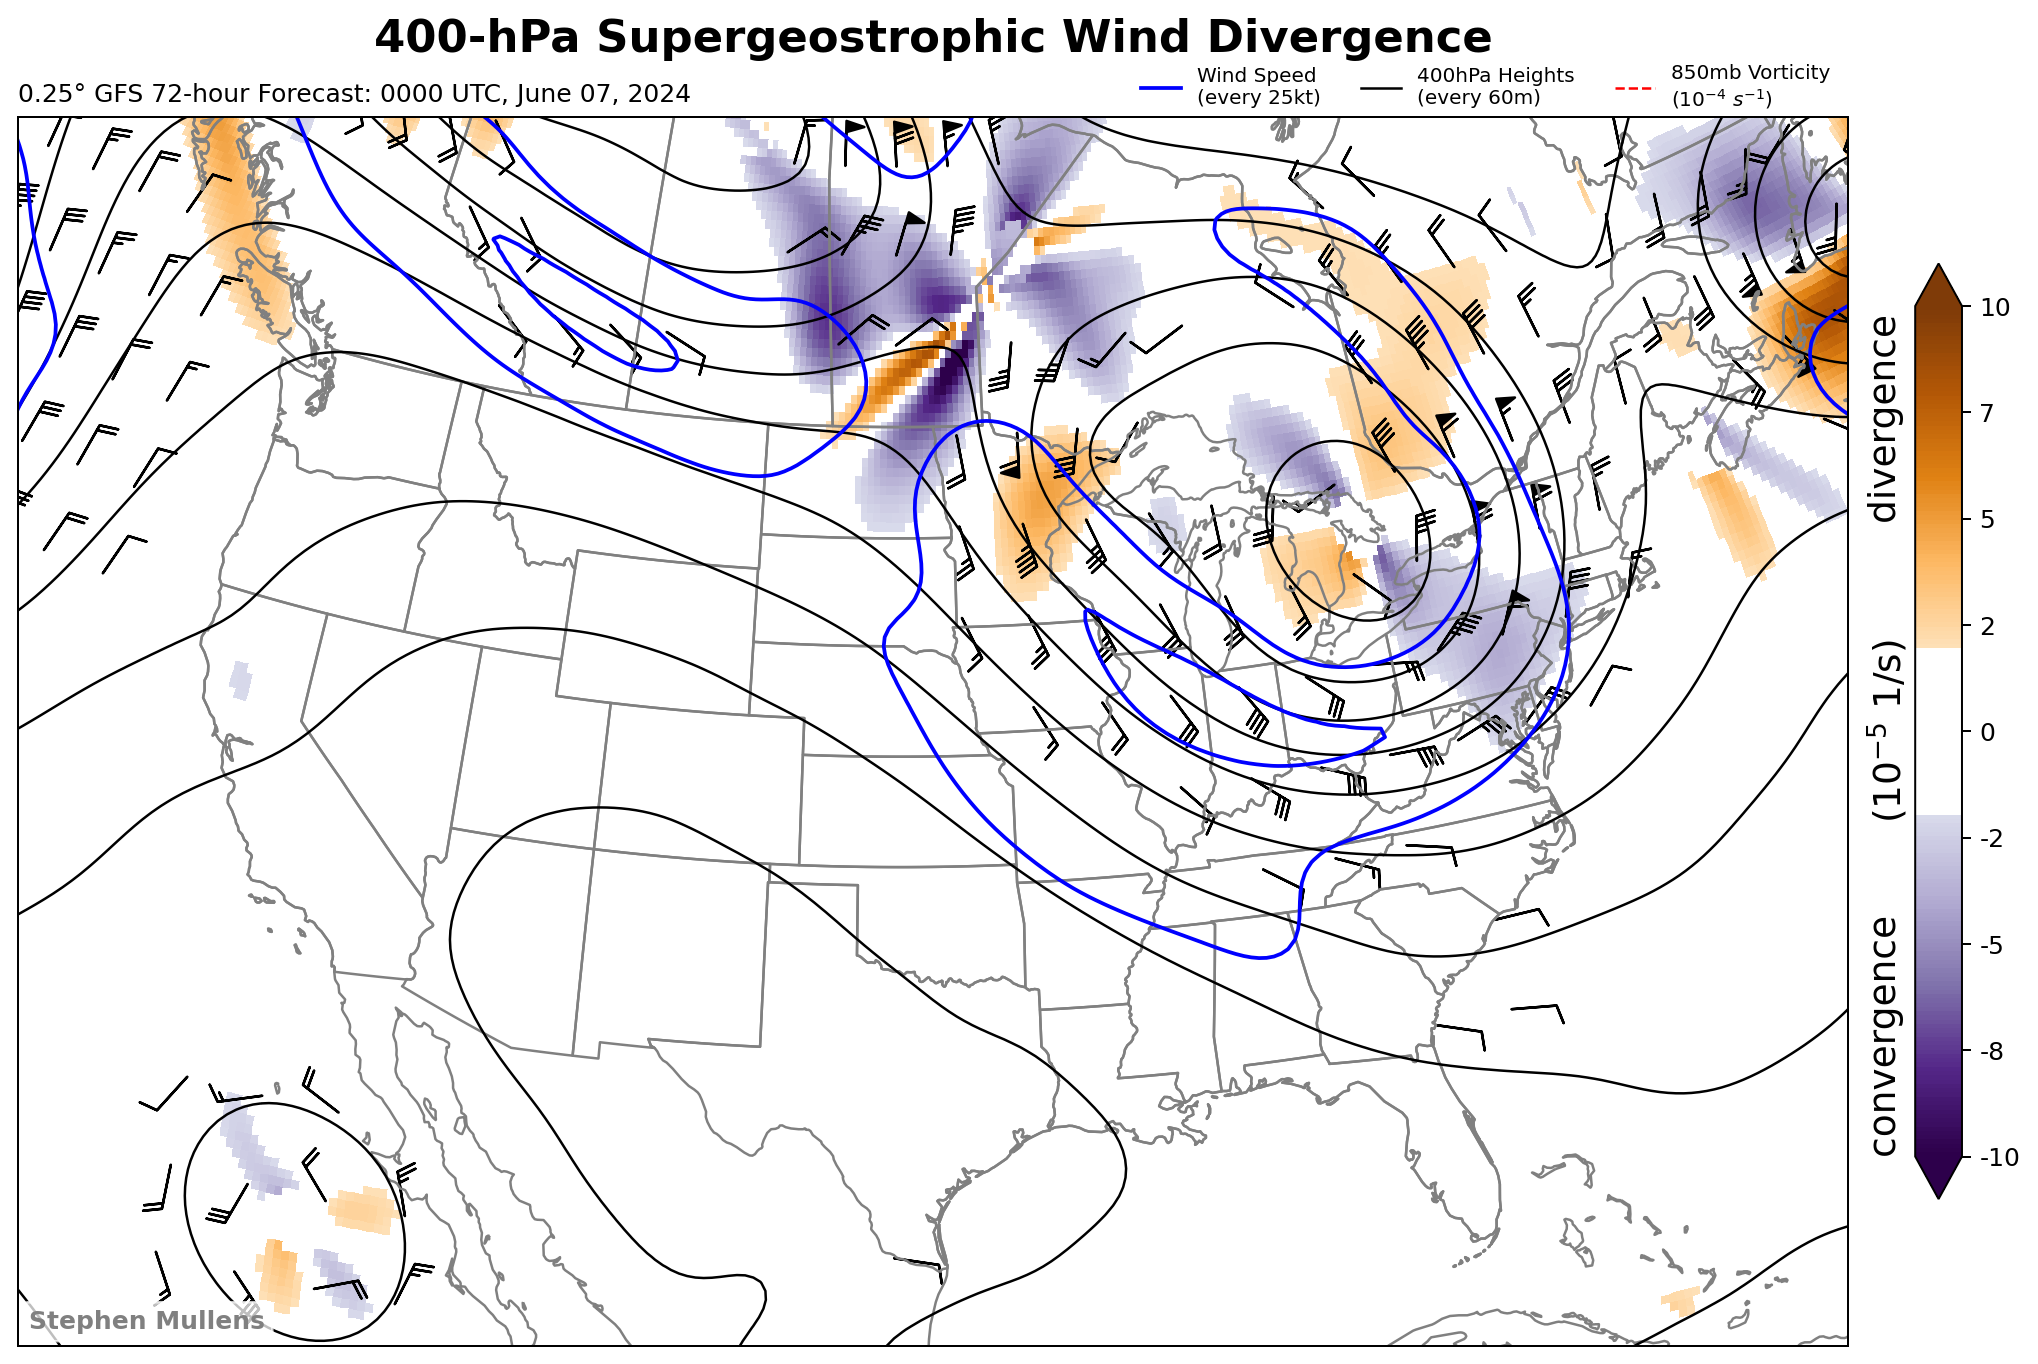 400-hPa Supergeostrophic Wind Divergence
0.25° GFS 72-hour Forecast: 0000 UTC, June 07, 2024
Wind Speed
(every 25kt)
400hPa Heights
(every 60m)
850mb Vorticity
(10⁻⁴ s⁻¹)
10
7
5
2
0
-2
-5
-8
-10
convergence (10⁻⁵ 1/s) divergence
Stephen Mullens